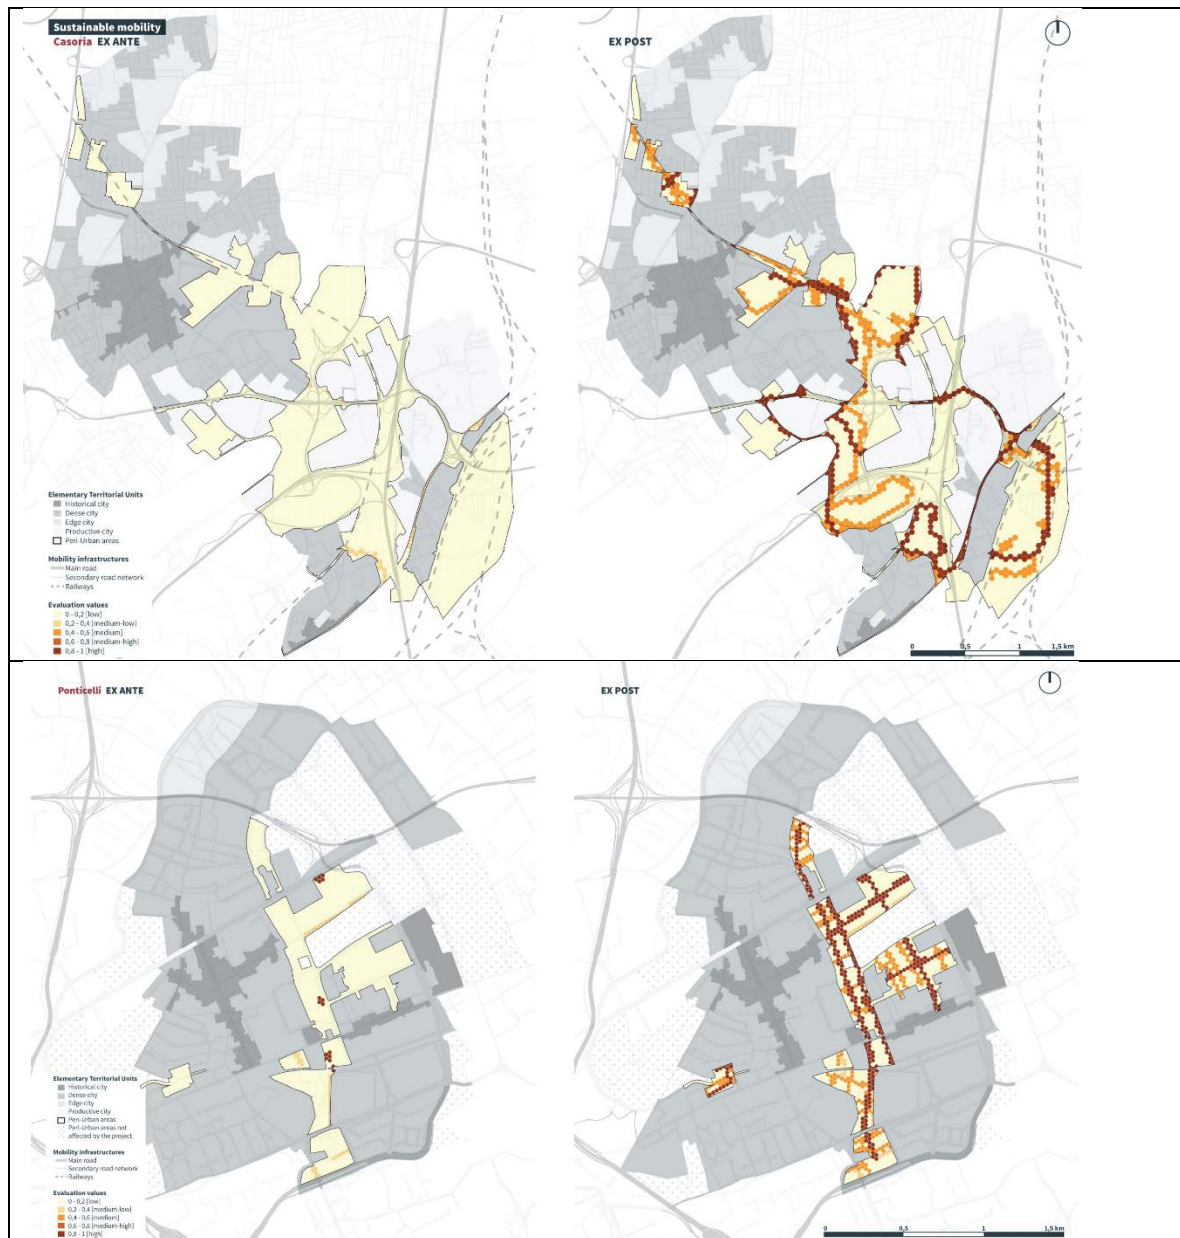 Sustainable mobility
Casoria EX ANTE
EX POST
Elementary Territorial Units
Historical city
Dense city
Edge city
Productive city
Peri-Urban areas
Mobility infrastructures
Main road
Secondary road network
Railways
Evaluation values
0 - 0,2 [low]
0,2 - 0,4 [medium-low]
0,4 - 0,6 [medium]
0,6 - 0,8 [medium-high]
0,8 - 1 [high]
0 0,5 1 1,5 km
Ponticelli EX ANTE
EX POST
Elementary Territorial Units
Historical city
Dense city
Edge city
Productive city
Peri-Urban areas
Peri-Urban areas not
affected by the project
Mobility infrastructures
Main road
Secondary road network
Railways
Evaluation values
0 - 0,2 [low]
0,2 - 0,4 [medium-low]
0,4 - 0,6 [medium]
0,6 - 0,8 [medium-high]
0,8 - 1 [high]
0 0,5 1 1,5 km